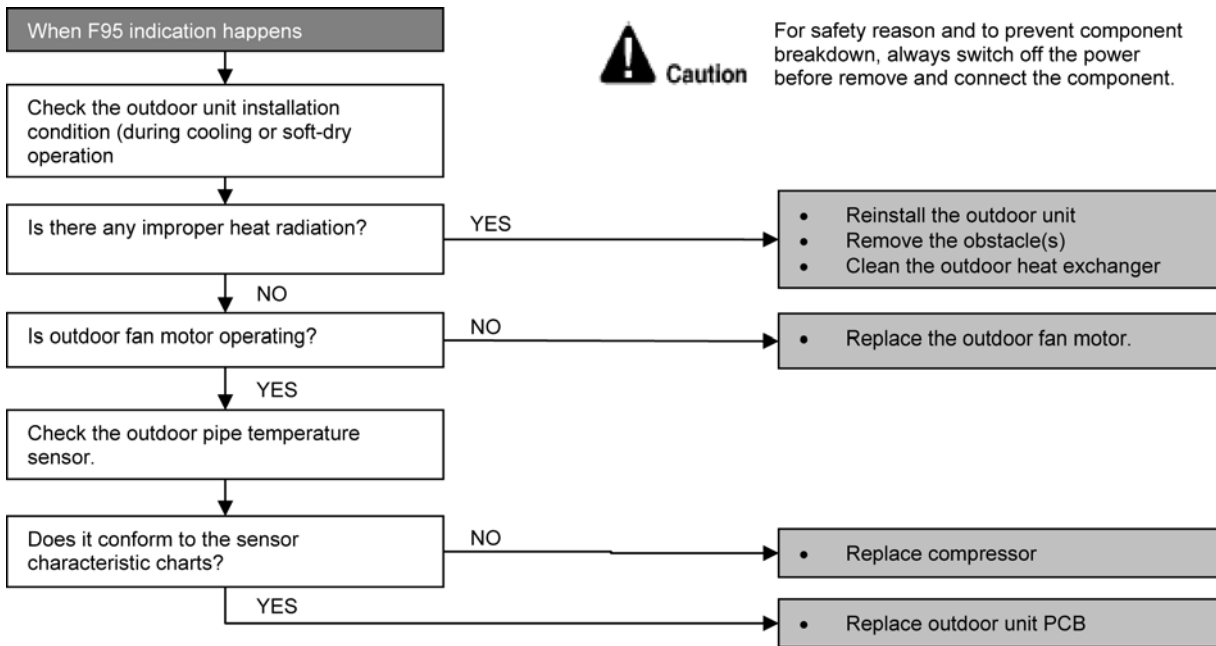 When F95 indication happens
Caution
For safety reason and to prevent component
breakdown, always switch off the power
before remove and connect the component.
Check the outdoor unit installation
condition (during cooling or soft-dry
operation
Is there any improper heat radiation?
YES
• Reinstall the outdoor unit
• Remove the obstacle(s)
• Clean the outdoor heat exchanger
NO
Is outdoor fan motor operating?
NO
• Replace the outdoor fan motor.
YES
Check the outdoor pipe temperature
sensor.
Does it conform to the sensor
characteristic charts?
NO
• Replace compressor
YES
• Replace outdoor unit PCB